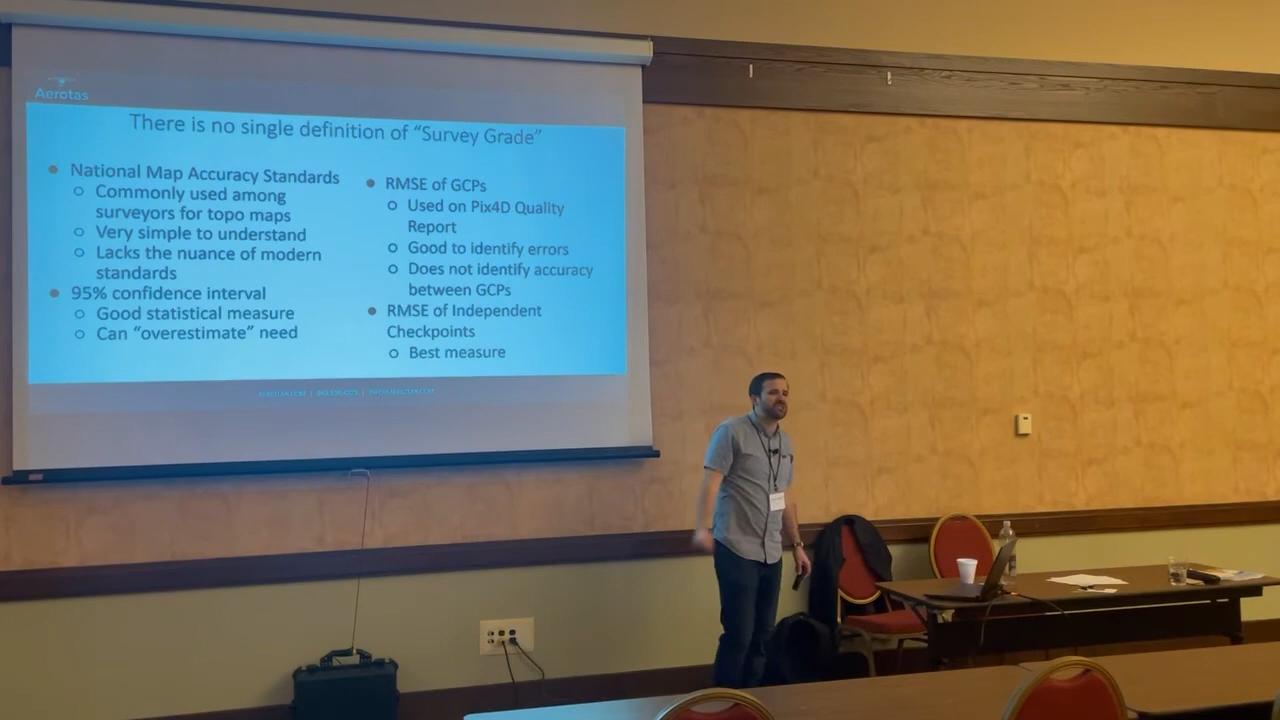 Aerotas
There is no single definition of “Survey Grade”
National Map Accuracy Standards
Commonly used among
surveyors for topo maps
Very simple to understand
Lacks the nuance of modern
standards
95% confidence interval
Good statistical measure
Can “overestimate” need
RMSE of GCPs
Used on Pix4D Quality
Report
Good to identify errors
Does not identify accuracy
between GCPs
RMSE of Independent
Checkpoints
Best measure